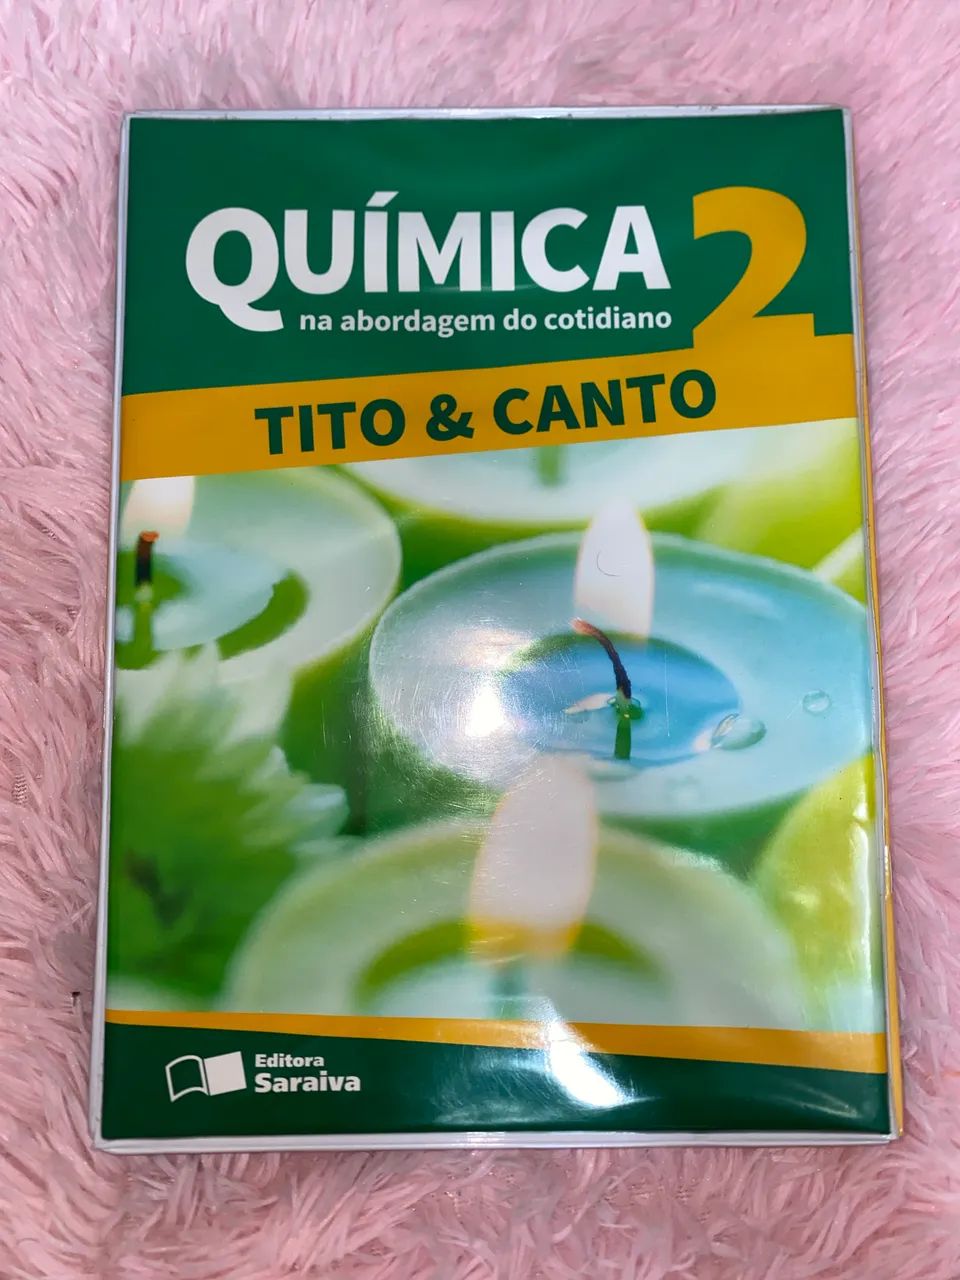 QUÍMICA 2
na abordagem do cotidiano
TITO & CANTO
Editora
Saraiva